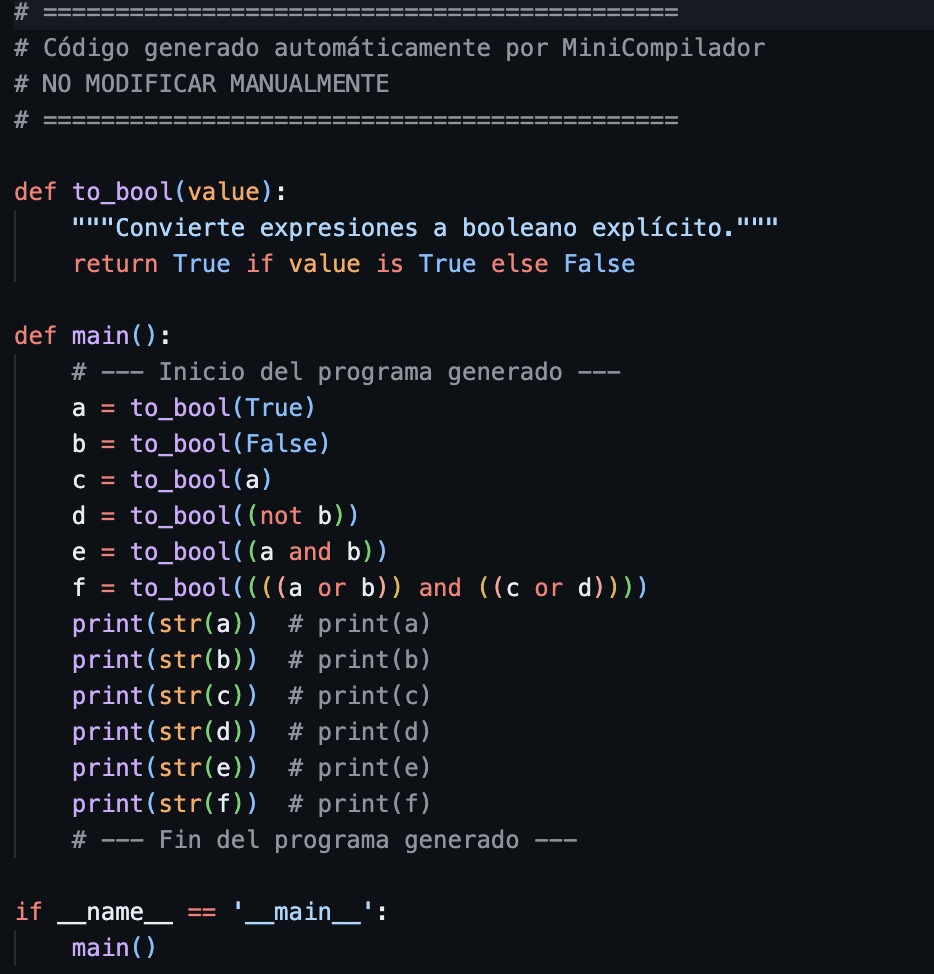 # ============================================
# Código generado automáticamente por MiniCompilador
# NO MODIFICAR MANUALMENTE
# ============================================

def to_bool(value):
    """Convierte expresiones a booleano explícito."""
    return True if value is True else False

def main():
    # --- Inicio del programa generado ---
    a = to_bool(True)
    b = to_bool(False)
    c = to_bool(a)
    d = to_bool((not b))
    e = to_bool((a and b))
    f = to_bool((((a or b)) and ((c or d))))
    print(str(a))  # print(a)
    print(str(b))  # print(b)
    print(str(c))  # print(c)
    print(str(d))  # print(d)
    print(str(e))  # print(e)
    print(str(f))  # print(f)
    # --- Fin del programa generado ---

if __name__ == '__main__':
    main()